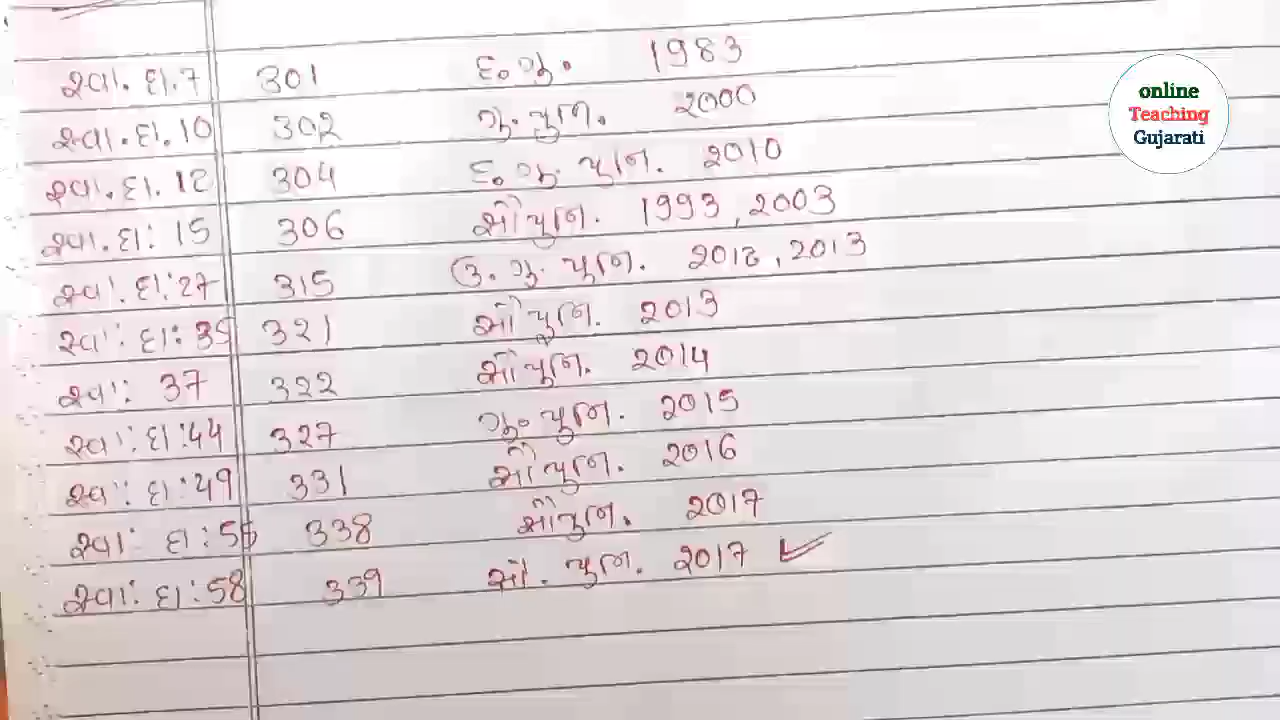 સ્વા. દા. 7 301 દ. ગુ. 1983
સ્વા. દા. 10 302 ગુ. યુનિ. 2000
સ્વા. દા. 12 304 દ. ગુ. યુનિ. 2010
સ્વા. દા: 15 306 સૌ યુનિ. 1993, 2003
સ્વા. દા: 27 315 ઉ. ગુ. યુનિ. 2012, 2013
સ્વા: દા: 35 321 સૌ યુનિ. 2013
સ્વા: 37 322 સૌ યુનિ. 2014
સ્વા: દા: 44 327 ગુ. યુનિ. 2015
સ્વા: દા: 49 331 સૌ યુનિ. 2016
સ્વા: દા: 338 સૌ યુનિ. 2017
સ્વા: દા: 58 339 સૌ. યુનિ. 2017
online
Teaching
Gujarati